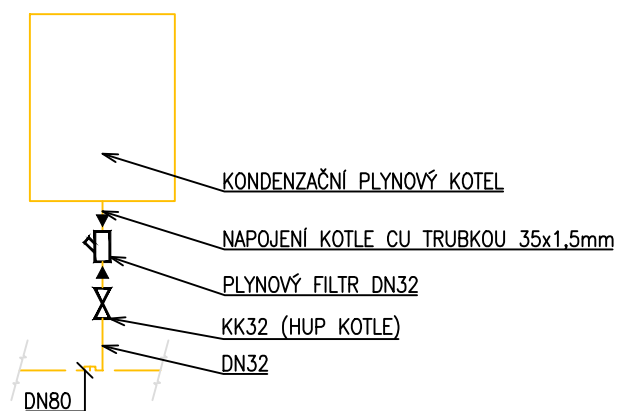 KONDENZAČNÍ PLYNOVÝ KOTEL
NAPOJENÍ KOTLE CU TRUBKOU 35x1,5mm
PLYNOVÝ FILTR DN32
KK32 (HUP KOTLE)
DN32
DN80